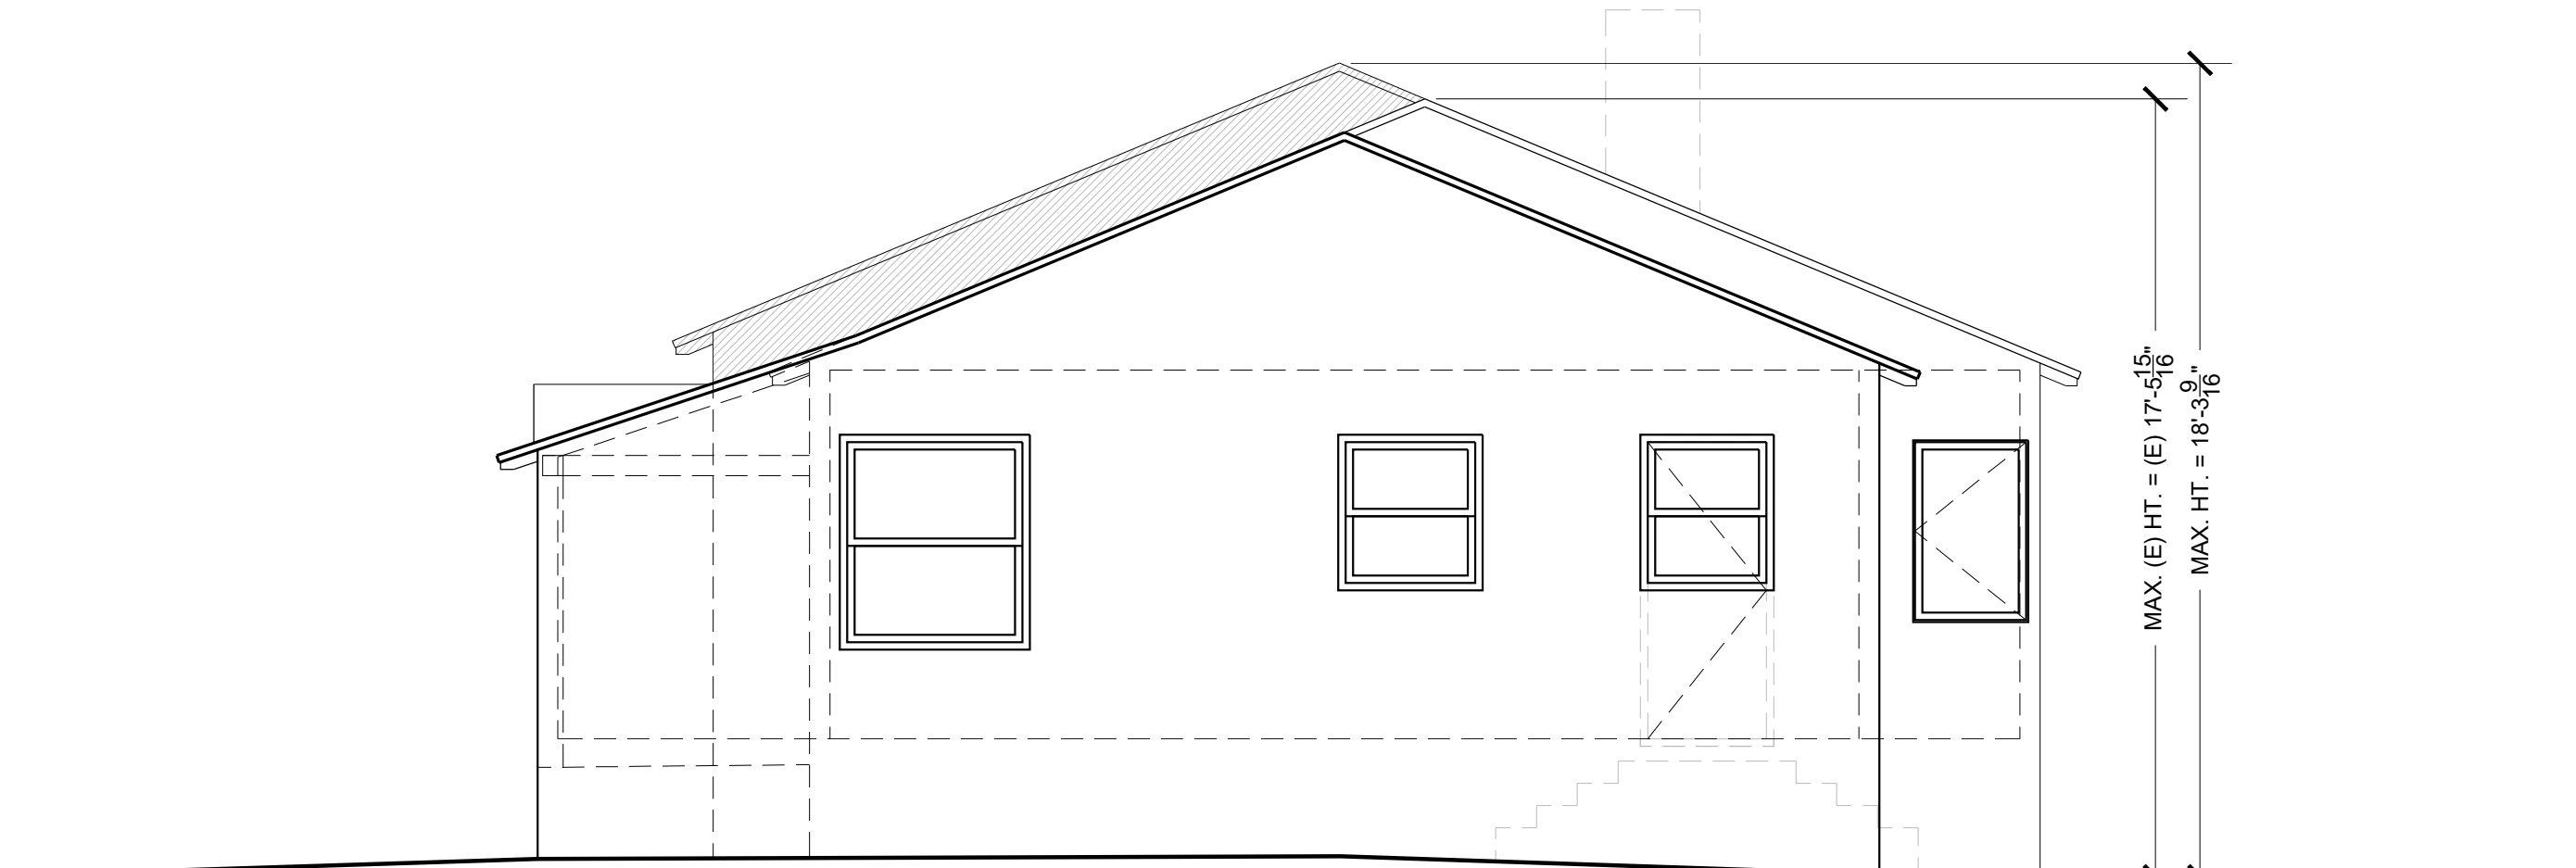 MAX. (E) HT. = (E) 17'-5 15/16"
MAX. HT. = 18'-3 9/16"